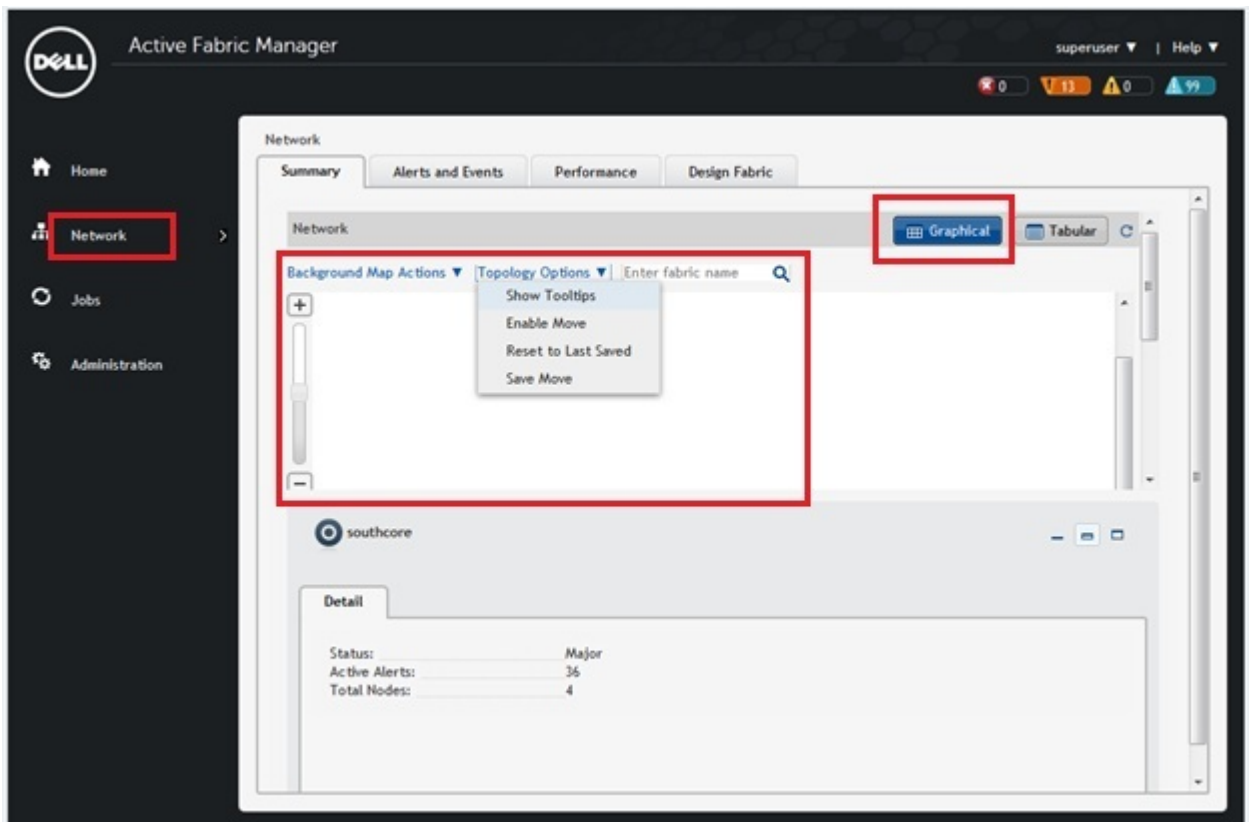 DELL
Active Fabric Manager
superuser ▼ | Help ▼
0 13 0 99
Home
Network
Jobs
Administration
Network
Summary Alerts and Events Performance Design Fabric
Network Graphical Tabular
Background Map Actions ▼ Topology Options ▼ Enter fabric name
Show Tooltips
Enable Move
Reset to Last Saved
Save Move
southcore
Detail
Status: Major
Active Alerts: 36
Total Nodes: 4